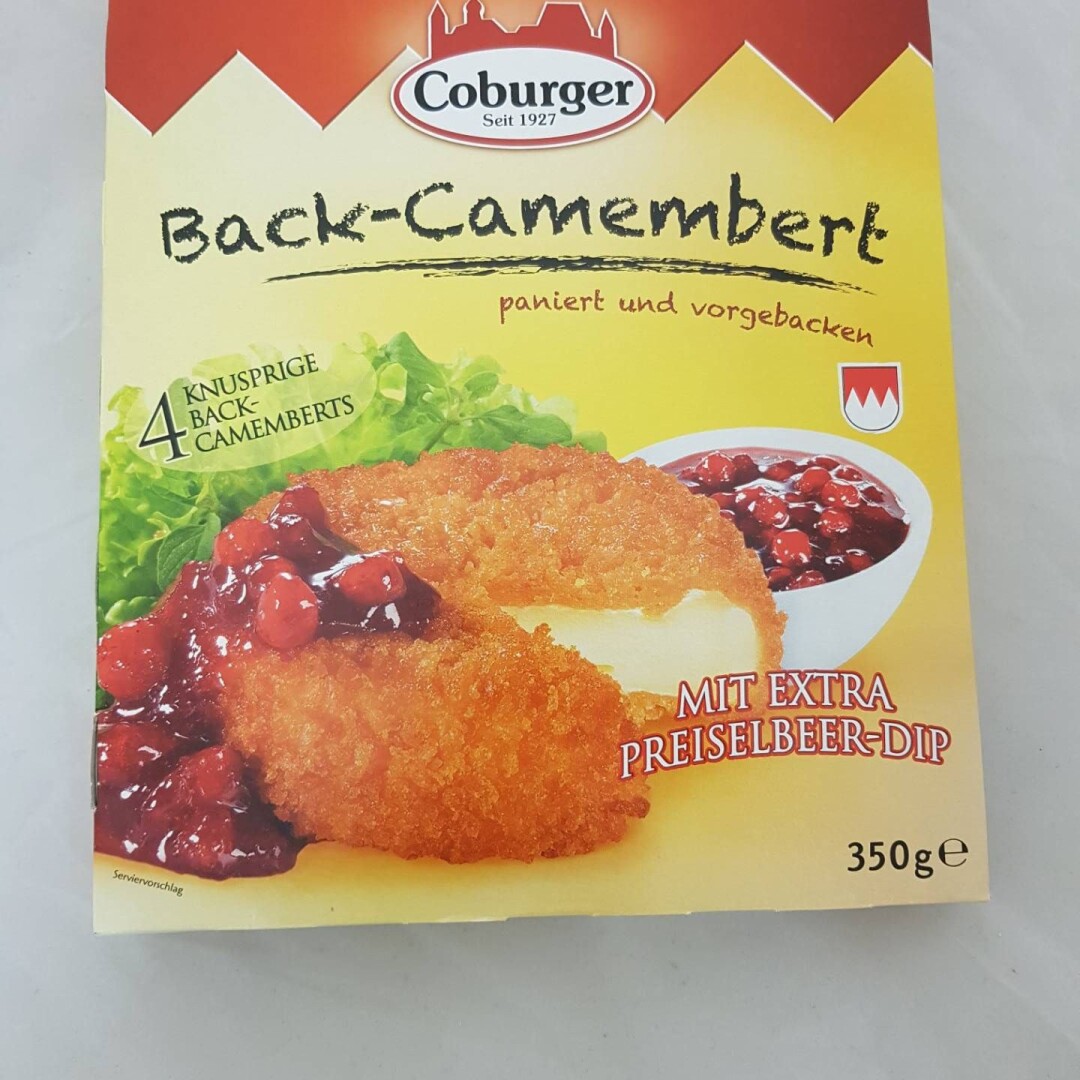 Coburger
Seit 1927
Back-Camembert
paniert und vorgebacken
4 KNUSPRIGE
BACK-
CAMEMBERTS
MIT EXTRA
PREISELBEER-DIP
350g℮
Serviervorschlag